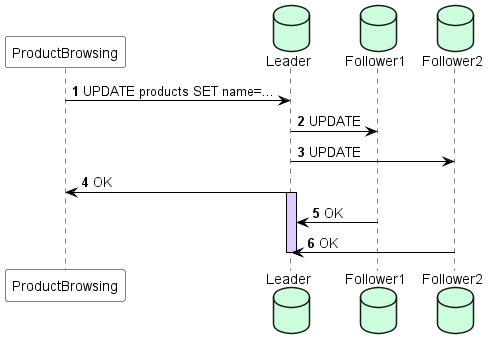 ProductBrowsing
Leader
Follower1
Follower2
1 UPDATE products SET name=...
2 UPDATE
3 UPDATE
4 OK
5 OK
6 OK
ProductBrowsing
Leader
Follower1
Follower2